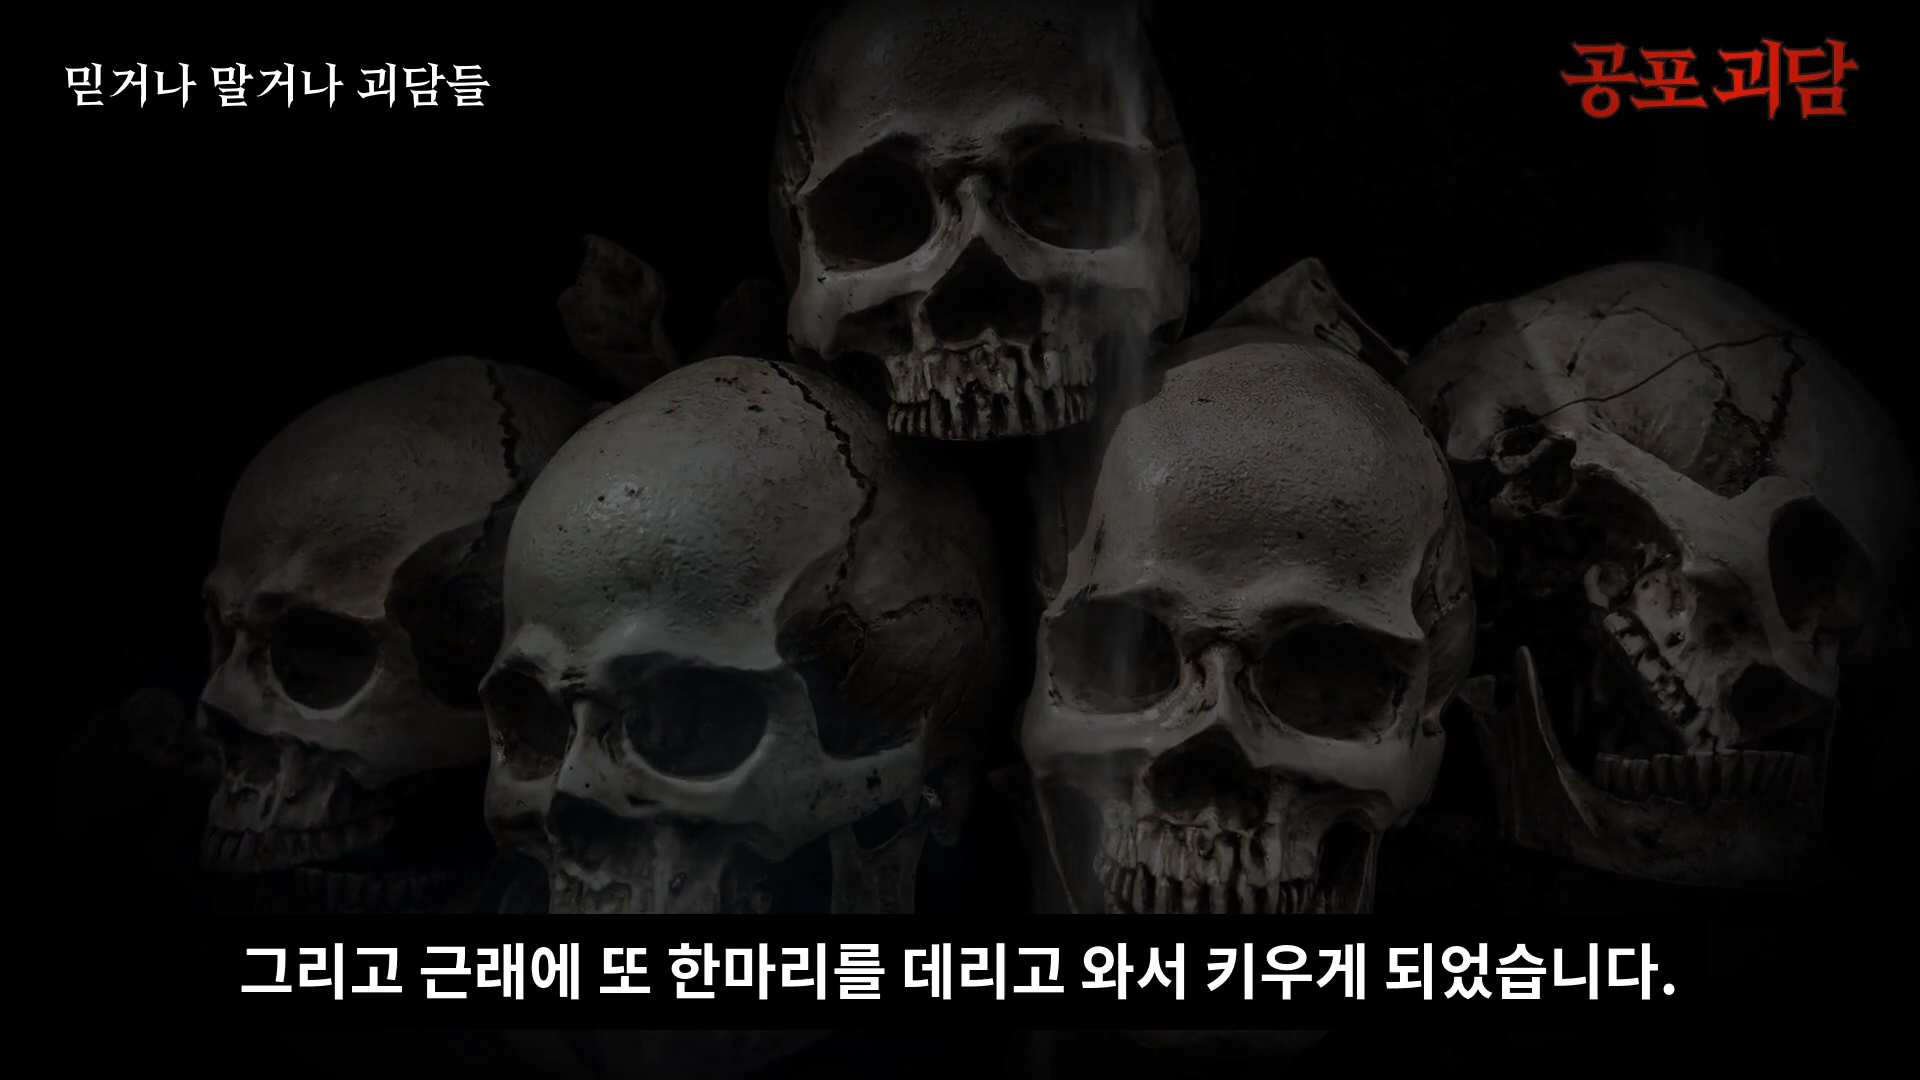 믿거나 말거나 괴담들
공포 괴담
그리고 근래에 또 한마리를 데리고 와서 키우게 되었습니다.